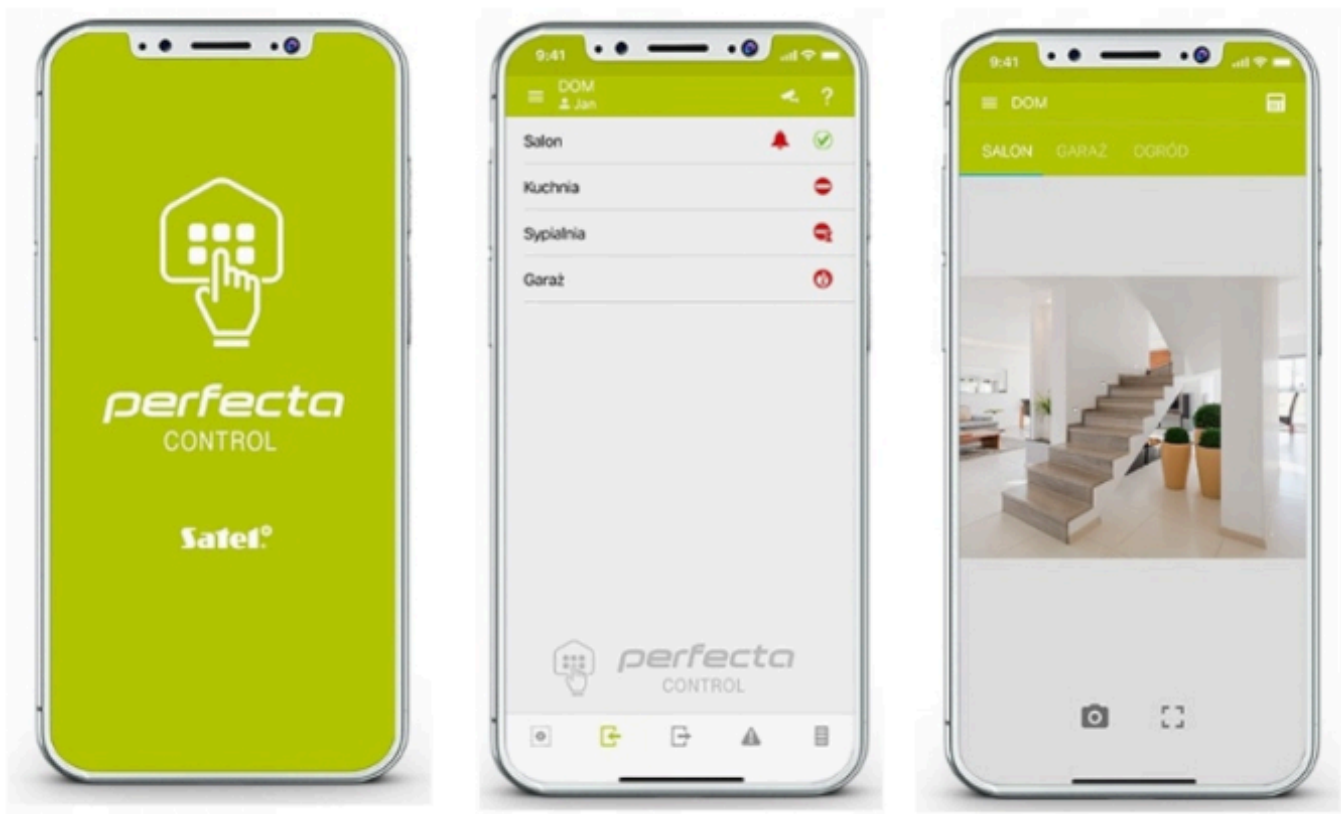 perfecta
CONTROL
Satel®
9:41
DOM
Jan
?
Salon
Kuchnia
Sypialnia
Garaż
perfecta
CONTROL
9:41
DOM
SALON GARAŻ OGRÓD